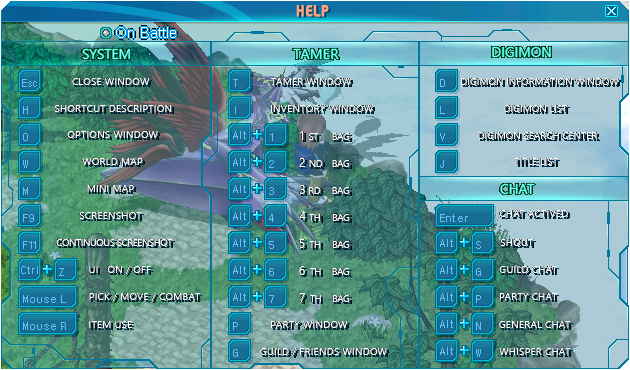 HELP
On Battle
SYSTEM
Esc CLOSE WINDOW
H SHORTCUT DESCRIPTION
O OPTIONS WINDOW
W WORLD MAP
M MINI MAP
F9 SCREENSHOT
F11 CONTINUOUS SCREENSHOT
Ctrl + Z UI ON / OFF
Mouse L PICK / MOVE / COMBAT
Mouse R ITEM USE
TAMER
T TAMER WINDOW
INVENTORY WINDOW
Alt + 1 1 ST BAG
Alt + 2 2 ND BAG
Alt + 3 3 RD BAG
Alt + 4 4 TH BAG
Alt + 5 5 TH BAG
Alt + 6 6 TH BAG
Alt + 7 7 TH BAG
P PARTY WINDOW
G GUILD / FRIENDS WINDOW
DIGIMON
D DIGIMON INFORMATION WINDOW
L DIGIMON LIST
V DIGIMON SEARCH CENTER
J TITLE LIST
CHAT
Enter CHAT ACTIVED
Alt + S SHOUT
Alt + G GUILD CHAT
Alt + P PARTY CHAT
Alt + N GENERAL CHAT
Alt + W WHISPER CHAT